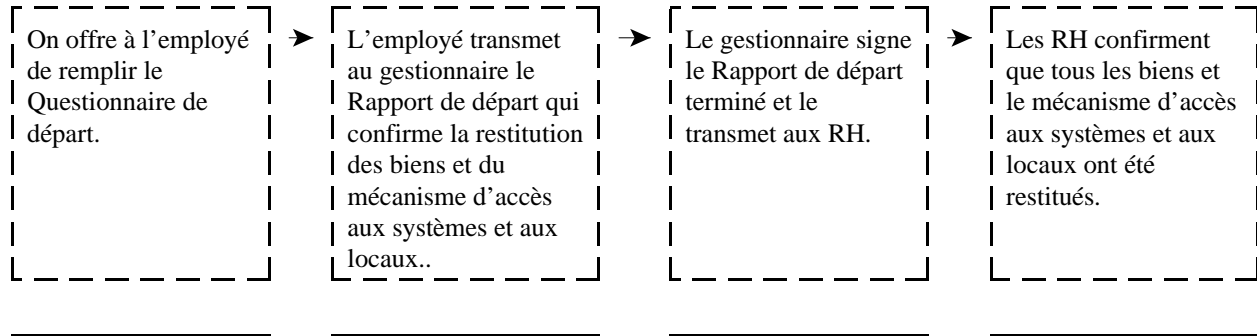 On offre à l’employé
de remplir le
Questionnaire de
départ.
L’employé transmet
au gestionnaire le
Rapport de départ qui
confirme la restitution
des biens et du
mécanisme d’accès
aux systèmes et aux
locaux..
Le gestionnaire signe
le Rapport de départ
terminé et le
transmet aux RH.
Les RH confirment
que tous les biens et
le mécanisme d’accès
aux systèmes et aux
locaux ont été
restitués.